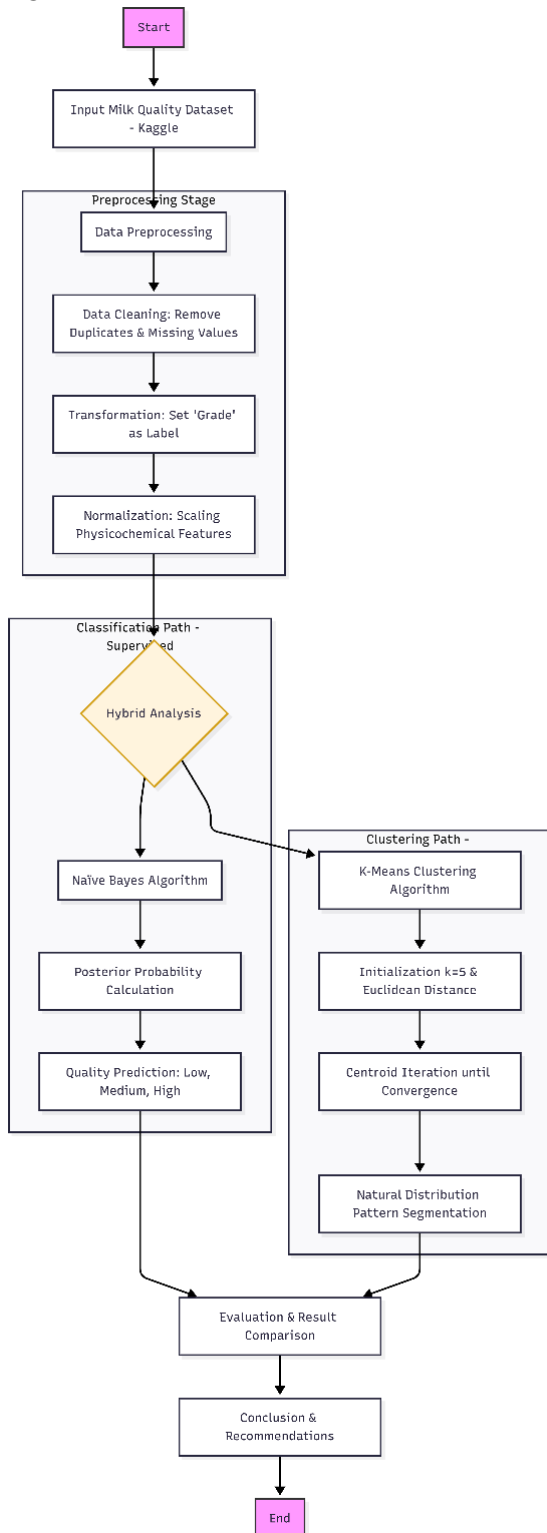 Start
Input Milk Quality Dataset
- Kaggle
Preprocessing Stage
Data Preprocessing
Data Cleaning: Remove
Duplicates & Missing Values
Transformation: Set 'Grade'
as Label
Normalization: Scaling
Physicochemical Features
Classification Path -
Supervised
Hybrid Analysis
Naïve Bayes Algorithm
Posterior Probability
Calculation
Quality Prediction: Low,
Medium, High
Clustering Path -
K-Means Clustering
Algorithm
Initialization k=5 &
Euclidean Distance
Centroid Iteration until
Convergence
Natural Distribution
Pattern Segmentation
Evaluation & Result
Comparison
Conclusion &
Recommendations
End